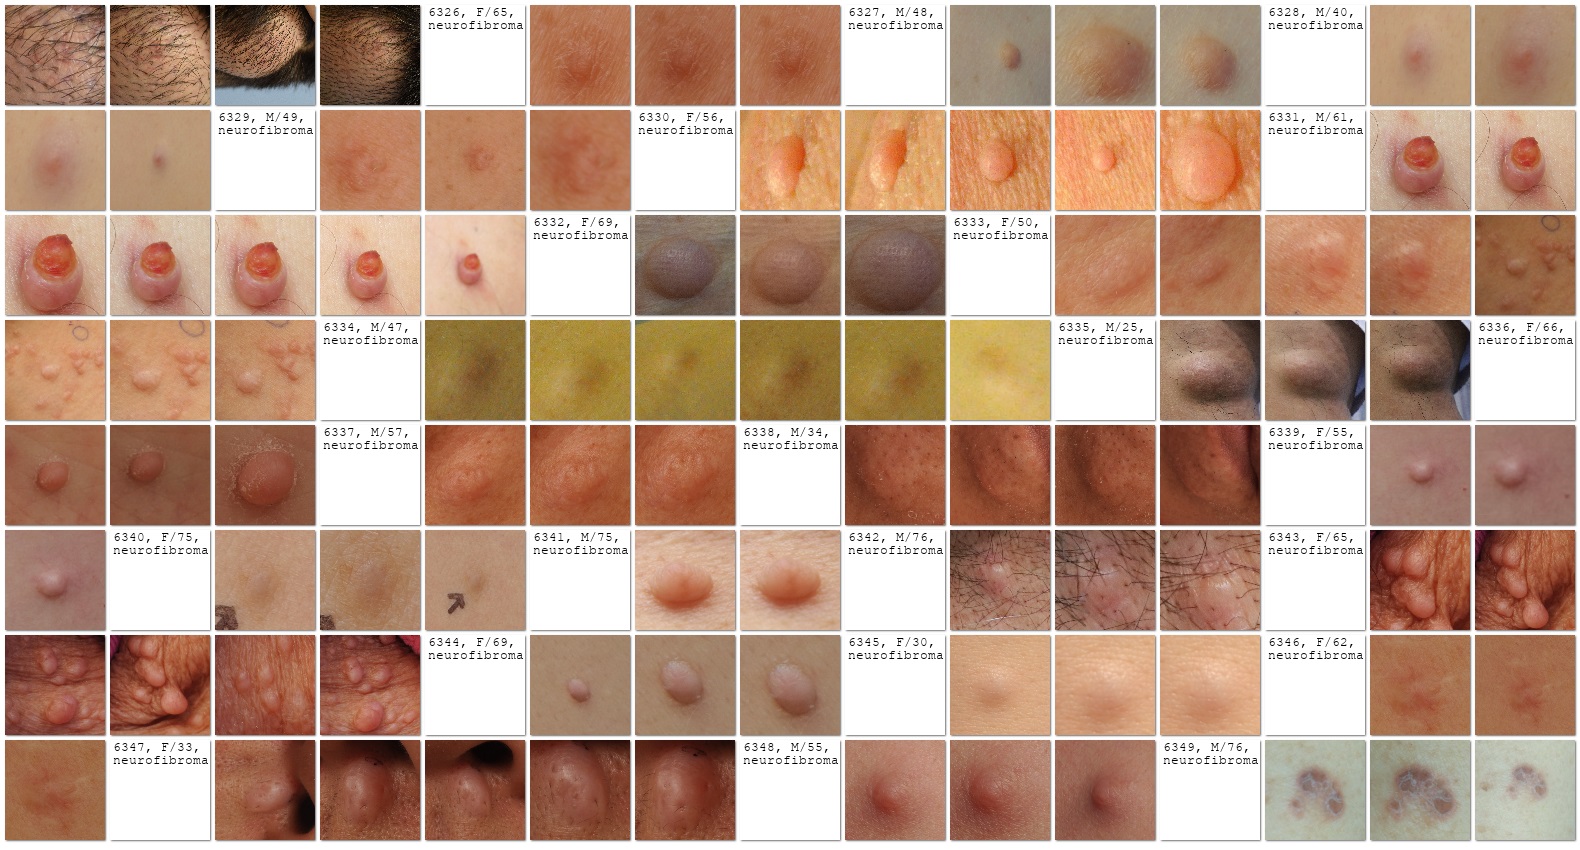 6326, F/65,
neurofibroma
6327, M/48,
neurofibroma
6328, M/40,
neurofibroma
6329, M/49,
neurofibroma
6330, F/56,
neurofibroma
6331, M/61,
neurofibroma
6332, F/69,
neurofibroma
6333, F/50,
neurofibroma
6334, M/47,
neurofibroma
6335, M/25,
neurofibroma
6336, F/66,
neurofibroma
6337, M/57,
neurofibroma
6338, M/34,
neurofibroma
6339, F/55,
neurofibroma
6340, F/75,
neurofibroma
6341, M/75,
neurofibroma
6342, M/76,
neurofibroma
6343, F/65,
neurofibroma
6344, F/69,
neurofibroma
6345, F/30,
neurofibroma
6346, F/62,
neurofibroma
6347, F/33,
neurofibroma
6348, M/55,
neurofibroma
6349, M/76,
neurofibroma